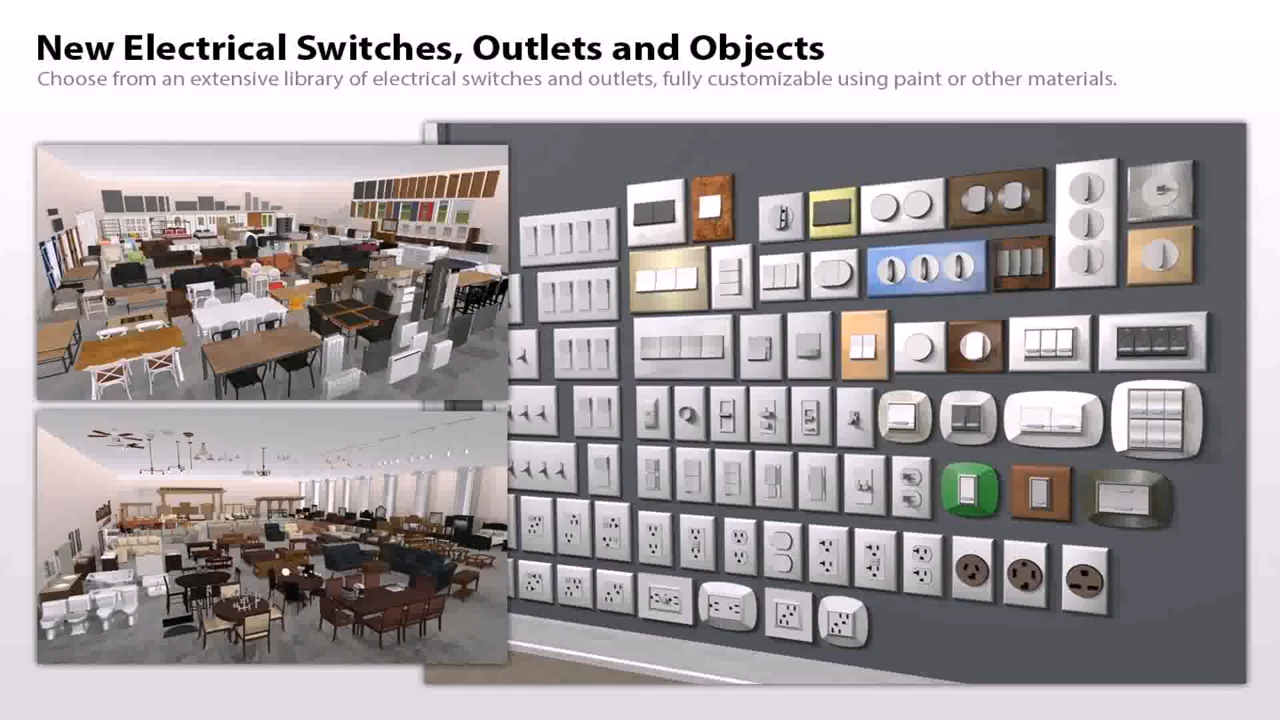 New Electrical Switches, Outlets and Objects
Choose from an extensive library of electrical switches and outlets, fully customizable using paint or other materials.